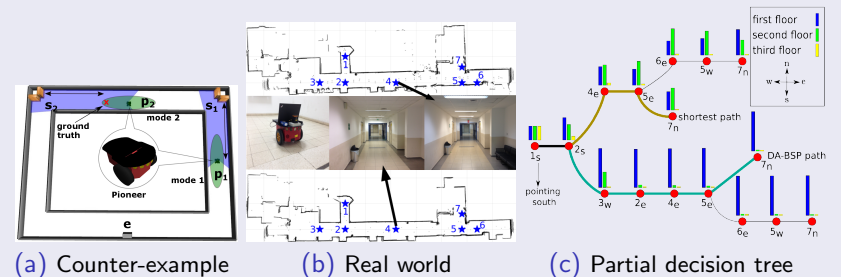 s₂
p₂
s₁
mode 2
ground
truth
mode 1
p₁
Pioneer
e
(a) Counter-example
1
7
3
2
4
5
6
1
7
3
2
4
5
6
(b) Real world
first floor
second floor
third floor
n
w
e
s
6e
5w
7n
4e
5e
7n
shortest path
1s
2s
pointing
south
7n
DA-BSP path
3w
2e
4e
5e
6e
5w
7n
(c) Partial decision tree